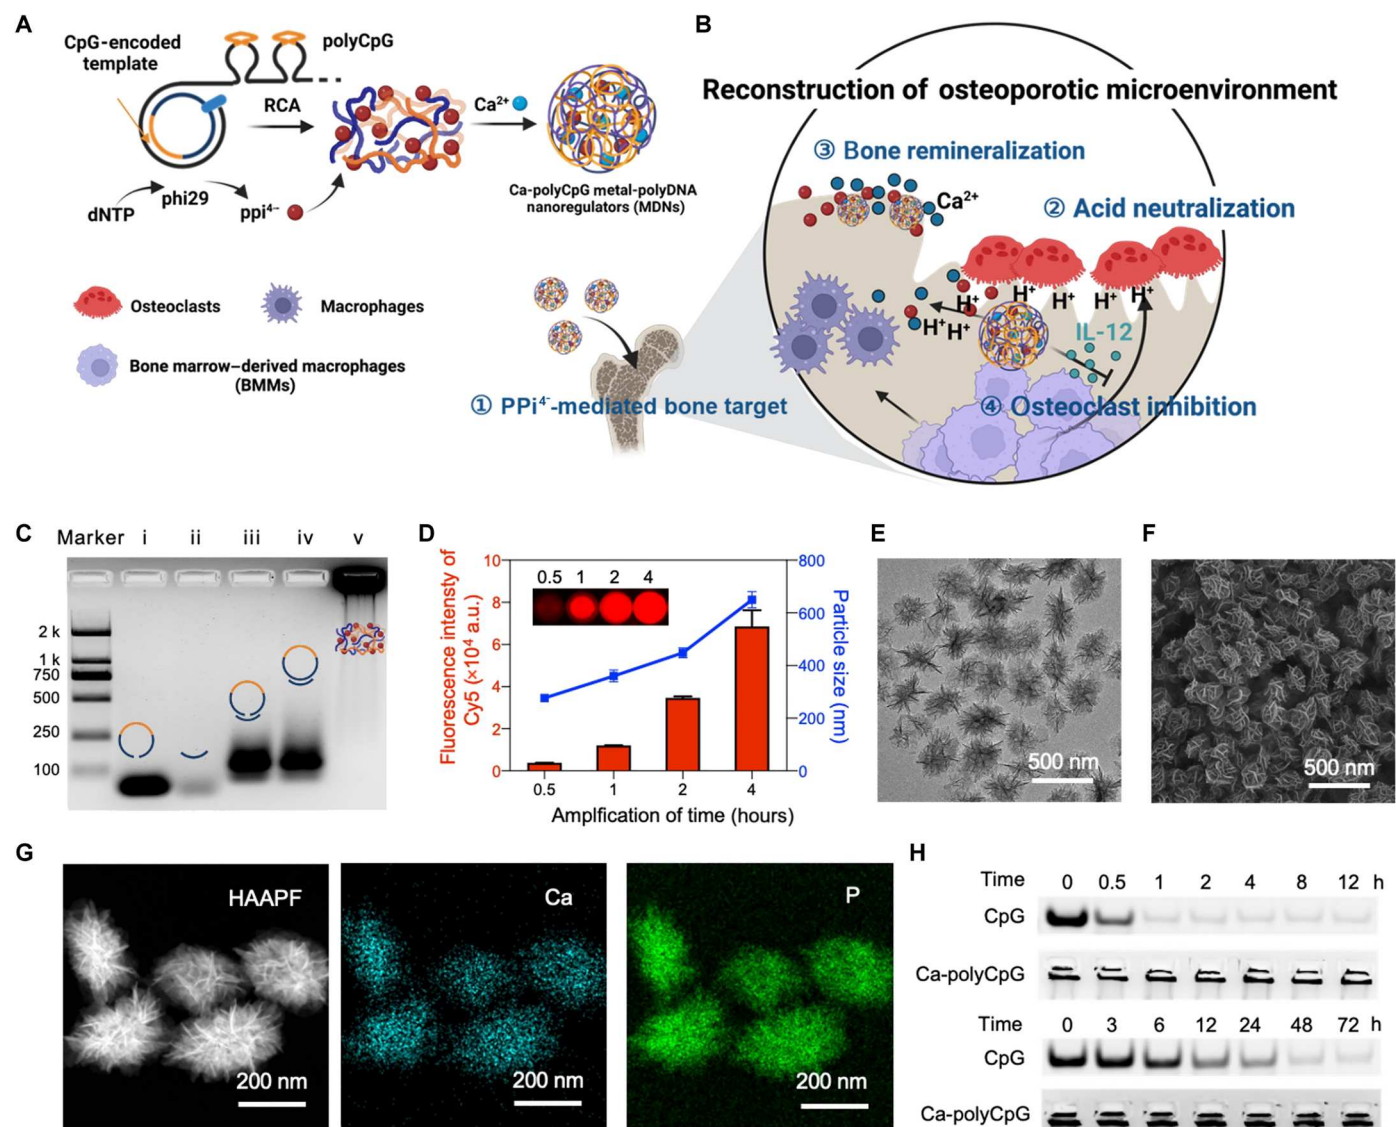 A
CpG-encoded
template
polyCpG
RCA
Ca²⁺
dNTP
phi29
ppi⁴⁻
Ca-polyCpG metal-polyDNA
nanoregulators (MDNs)
Osteoclasts
Macrophages
Bone marrow–derived macrophages
(BMMs)
B
Reconstruction of osteoporotic microenvironment
③ Bone remineralization
Ca²⁺
② Acid neutralization
H⁺ H⁺ H⁺ H⁺ H⁺
H⁺ H⁺
IL-12
① PPi⁴⁻-mediated bone target
④ Osteoclast inhibition
C
Marker i ii iii iv v
2 k
1 k
750
500
250
100
D
Fluorescence intensty of
Cy5 (×10⁴ a.u.)
10
8
6
4
2
0
0.5 1 2 4
800
600
400
200
0
Particle size (nm)
0.5 1 2 4
Amplfication of time (hours)
E
500 nm
F
500 nm
G
HAAPF
200 nm
Ca
P
200 nm
H
Time 0 0.5 1 2 4 8 12 h
CpG
Ca-polyCpG
Time 0 3 6 12 24 48 72 h
CpG
Ca-polyCpG